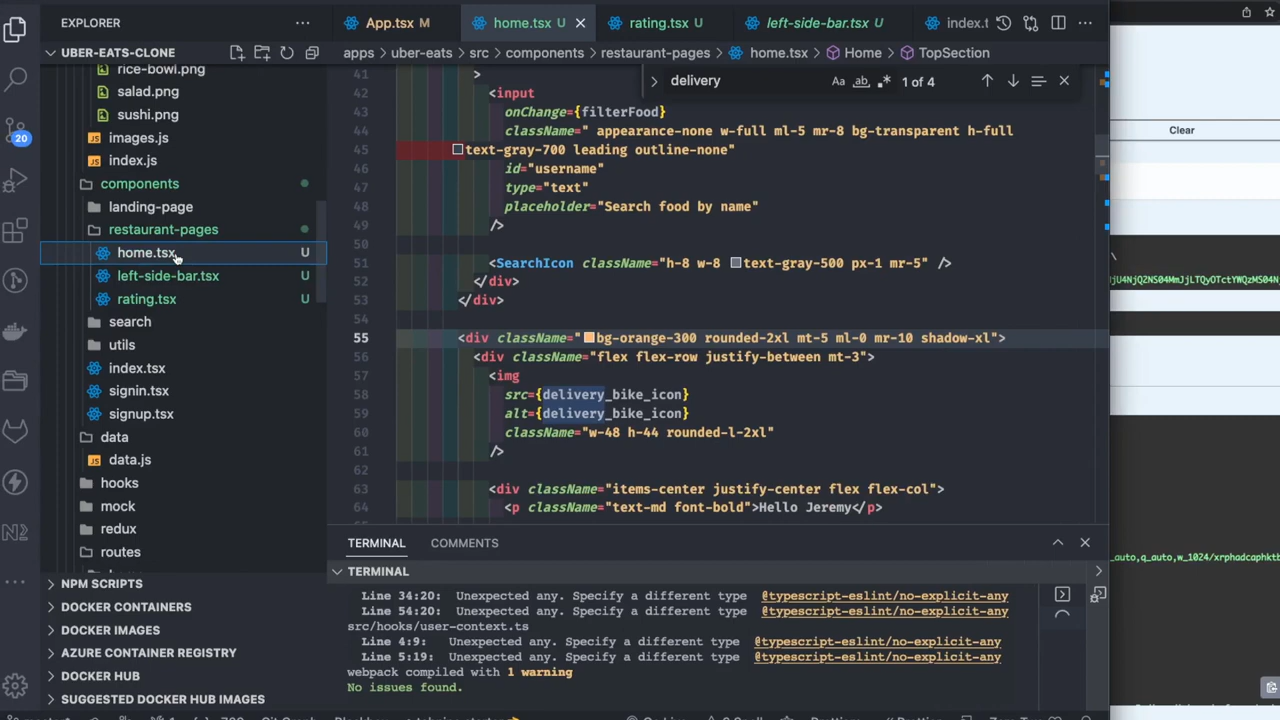 EXPLORER
UBER-EATS-CLONE
rice-bowl.png
salad.png
sushi.png
images.js
index.js
components
landing-page
restaurant-pages
home.tsx U
left-side-bar.tsx U
rating.tsx U
search
utils
index.tsx
signin.tsx
signup.tsx
data
data.js
hooks
mock
redux
routes
NPM SCRIPTS
DOCKER CONTAINERS
DOCKER IMAGES
AZURE CONTAINER REGISTRY
DOCKER HUB
SUGGESTED DOCKER HUB IMAGES
20
N2
App.tsx M
home.tsx U
rating.tsx U
left-side-bar.tsx U
index.t
apps > uber-eats > src > components > restaurant-pages > home.tsx > Home > TopSection
delivery
Aa ab 1 of 4
41 >
42 <input
43 onChange={filterFood}
44 className=" appearance-none w-full ml-5 mr-8 bg-transparent h-full
45 text-gray-700 leading outline-none"
46 id="username"
47 type="text"
48 placeholder="Search food by name"
49 />
50
51 <SearchIcon className="h-8 w-8 text-gray-500 px-1 mr-5" />
52 </div>
53 </div>
54
55 <div className=" bg-orange-300 rounded-2xl mt-5 ml-0 mr-10 shadow-xl">
56 <div className="flex flex-row justify-between mt-3">
57 <img
58 src={delivery_bike_icon}
59 alt={delivery_bike_icon}
60 className="w-48 h-44 rounded-l-2xl"
61 />
62
63 <div className="items-center justify-center flex flex-col">
64 <p className="text-md font-bold">Hello Jeremy</p>
TERMINAL COMMENTS
TERMINAL
Line 34:20: Unexpected any. Specify a different type @typescript-eslint/no-explicit-any
Line 54:20: Unexpected any. Specify a different type @typescript-eslint/no-explicit-any
src/hooks/user-context.ts
Line 4:9: Unexpected any. Specify a different type @typescript-eslint/no-explicit-any
Line 5:19: Unexpected any. Specify a different type @typescript-eslint/no-explicit-any
webpack compiled with 1 warning
No issues found.
Clear
_auto,q_auto,w_1024/xrphadcaphktb